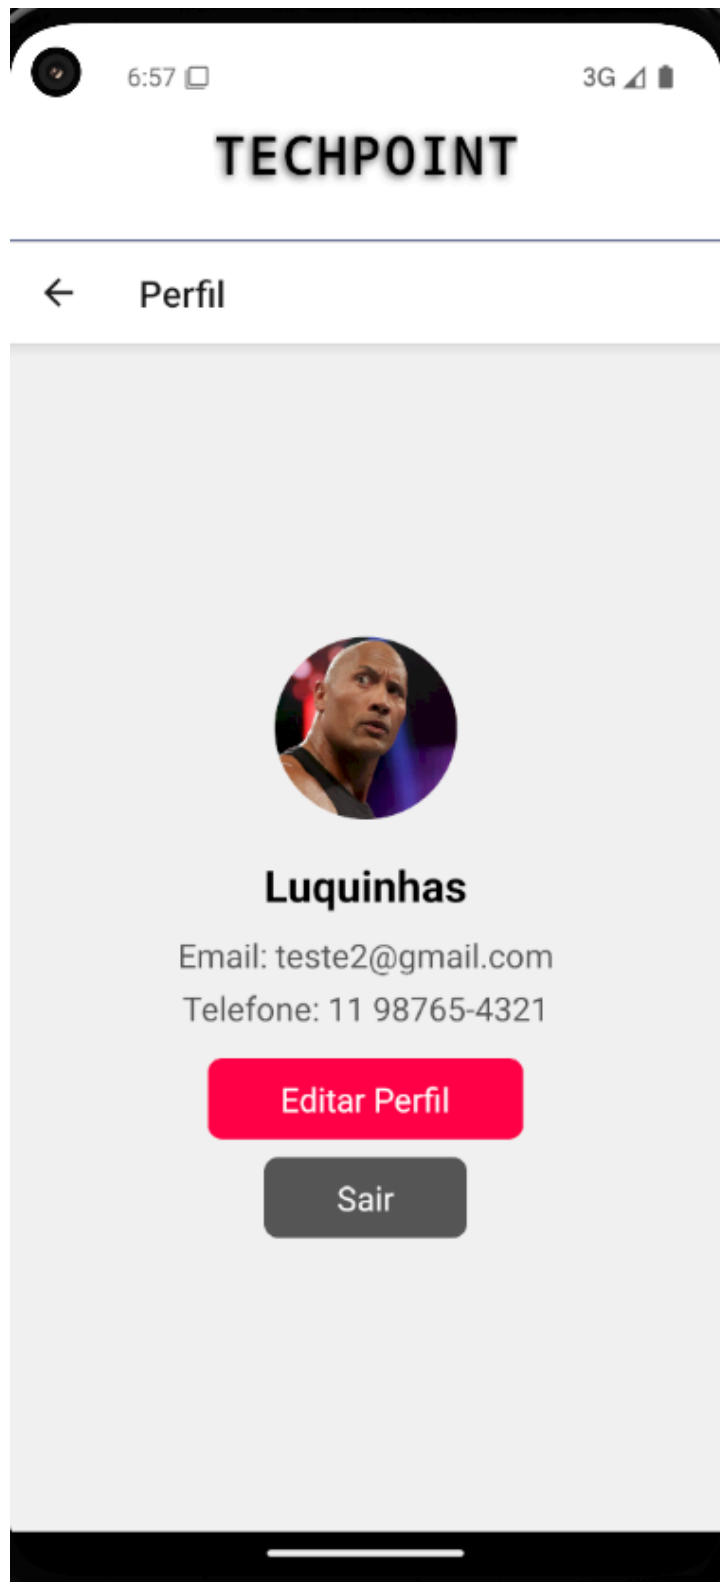 6:57
3G
TECHPOINT
Perfil
Luquinhas
Email: teste2@gmail.com
Telefone: 11 98765-4321
Editar Perfil
Sair